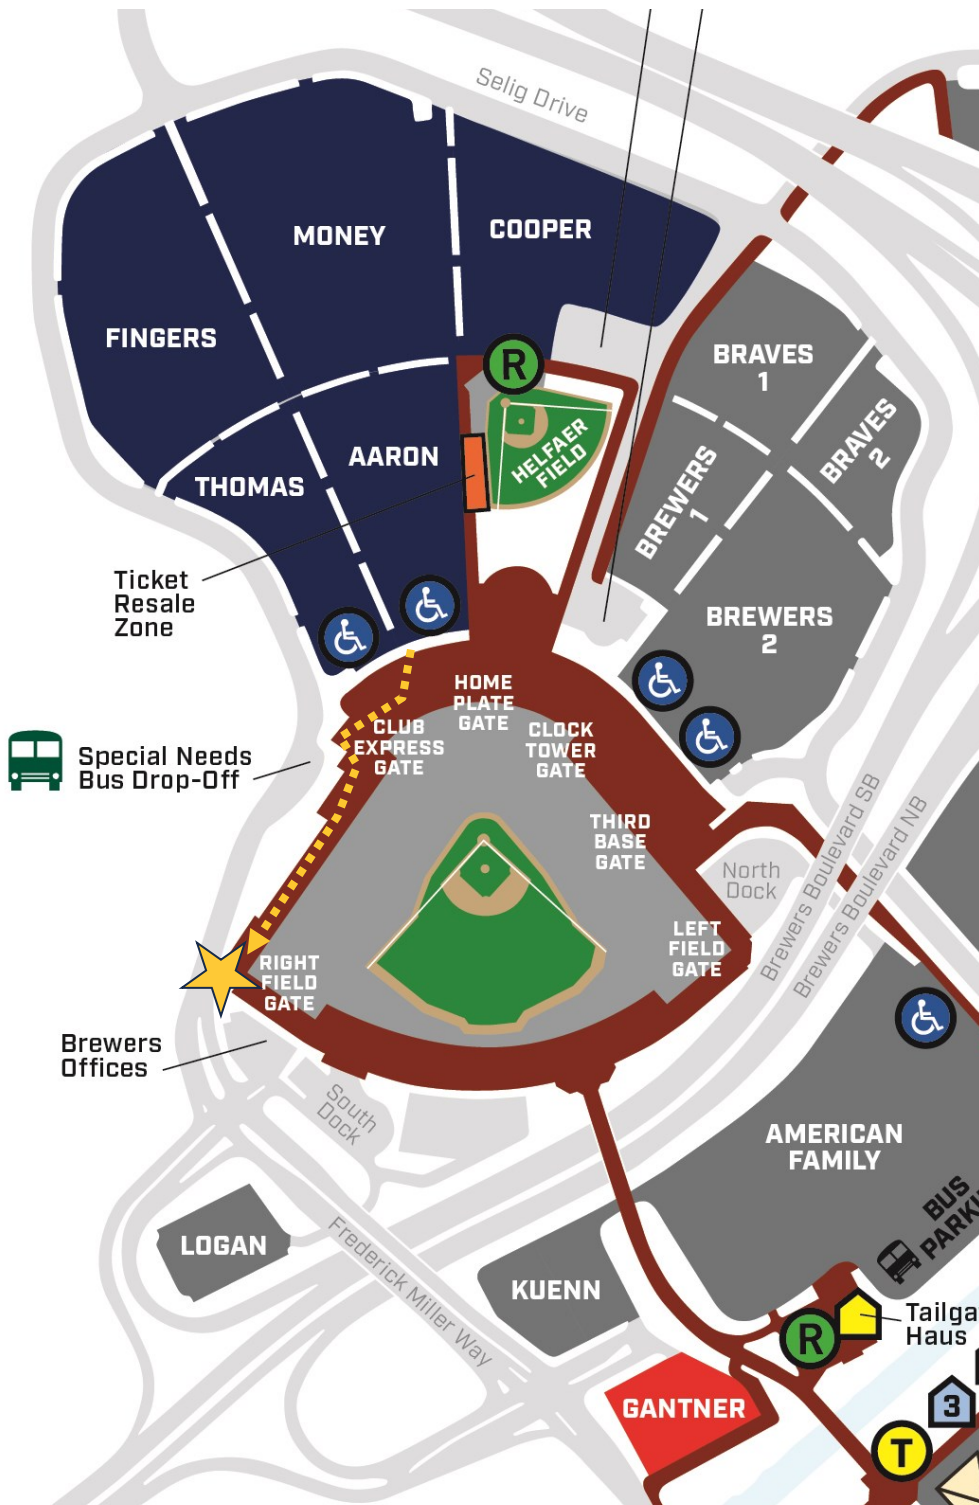 Selig Drive
MONEY
COOPER
FINGERS
R
BRAVES
1
BRAVES
2
AARON
THOMAS
HELFAER
FIELD
BREWERS
1
Ticket
Resale
Zone
BREWERS
2
HOME
PLATE
GATE
CLUB
EXPRESS
GATE
CLOCK
TOWER
GATE
Special Needs
Bus Drop-Off
THIRD
BASE
GATE
North
Dock
Brewers Boulevard SB
Brewers Boulevard NB
LEFT
FIELD
GATE
RIGHT
FIELD
GATE
Brewers
Offices
South
Dock
AMERICAN
FAMILY
BUS
PARKI
LOGAN
Frederick Miller Way
KUENN
R
Tailga
Haus
GANTNER
3
T